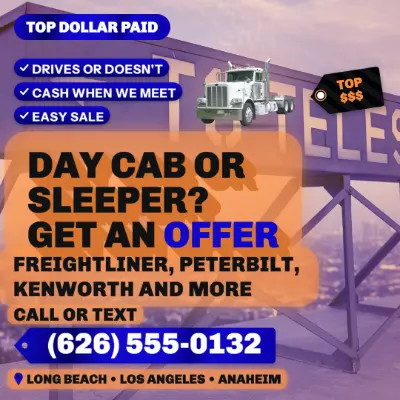 TOP DOLLAR PAID
DRIVES OR DOESN'T
CASH WHEN WE MEET
EASY SALE
TOP
$$$
DAY CAB OR
SLEEPER?
GET AN OFFER
FREIGHTLINER, PETERBILT,
KENWORTH AND MORE
CALL OR TEXT
(626) 555-0132
LONG BEACH • LOS ANGELES • ANAHEIM